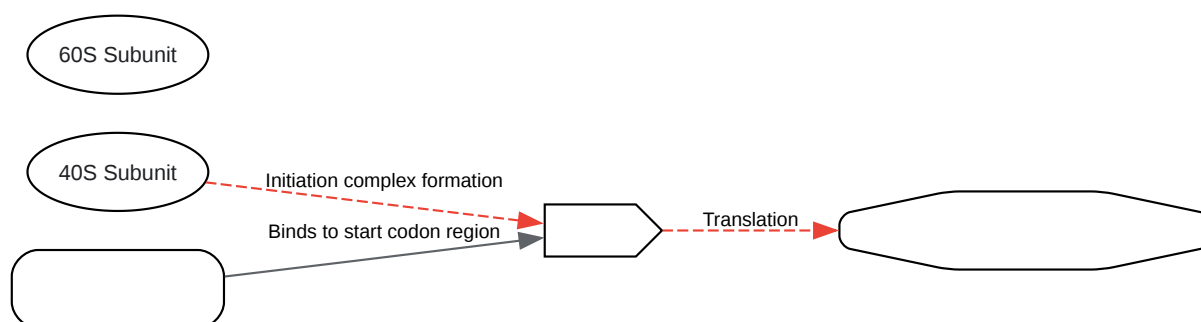 60S Subunit
40S Subunit
Initiation complex formation
Binds to start codon region
Translation